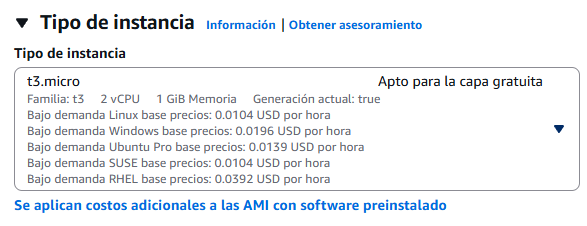 Tipo de instancia Información | Obtener asesoramiento
Tipo de instancia
t3.micro Apto para la capa gratuita
Familia: t3 2 vCPU 1 GiB Memoria Generación actual: true
Bajo demanda Linux base precios: 0.0104 USD por hora
Bajo demanda Windows base precios: 0.0196 USD por hora
Bajo demanda Ubuntu Pro base precios: 0.0139 USD por hora
Bajo demanda SUSE base precios: 0.0104 USD por hora
Bajo demanda RHEL base precios: 0.0392 USD por hora
Se aplican costos adicionales a las AMI con software preinstalado